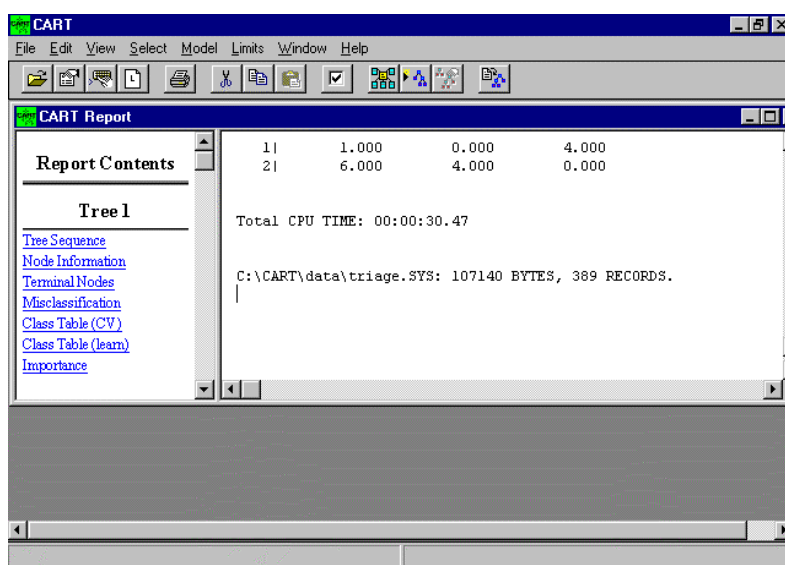 CART
File Edit View Select Model Limits Window Help
CART Report
Report Contents
Tree 1
Tree Sequence
Node Information
Terminal Nodes
Misclassification
Class Table (CV)
Class Table (learn)
Importance
1| 1.000 0.000 4.000
2| 6.000 4.000 0.000
Total CPU TIME: 00:00:30.47
C:\CART\data\triage.SYS: 107140 BYTES, 389 RECORDS.